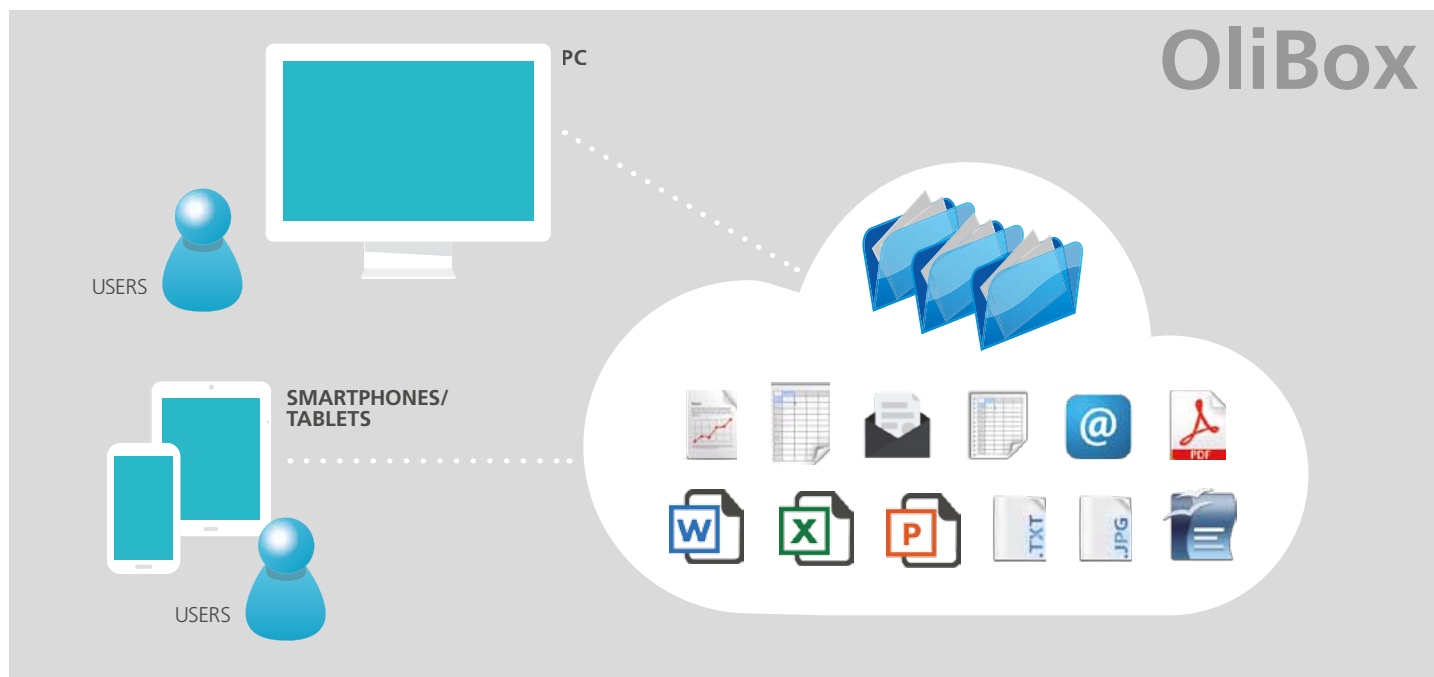 OliBox
PC
USERS
SMARTPHONES/
TABLETS
USERS
@
PDF
W
X
P
.TXT
.JPG